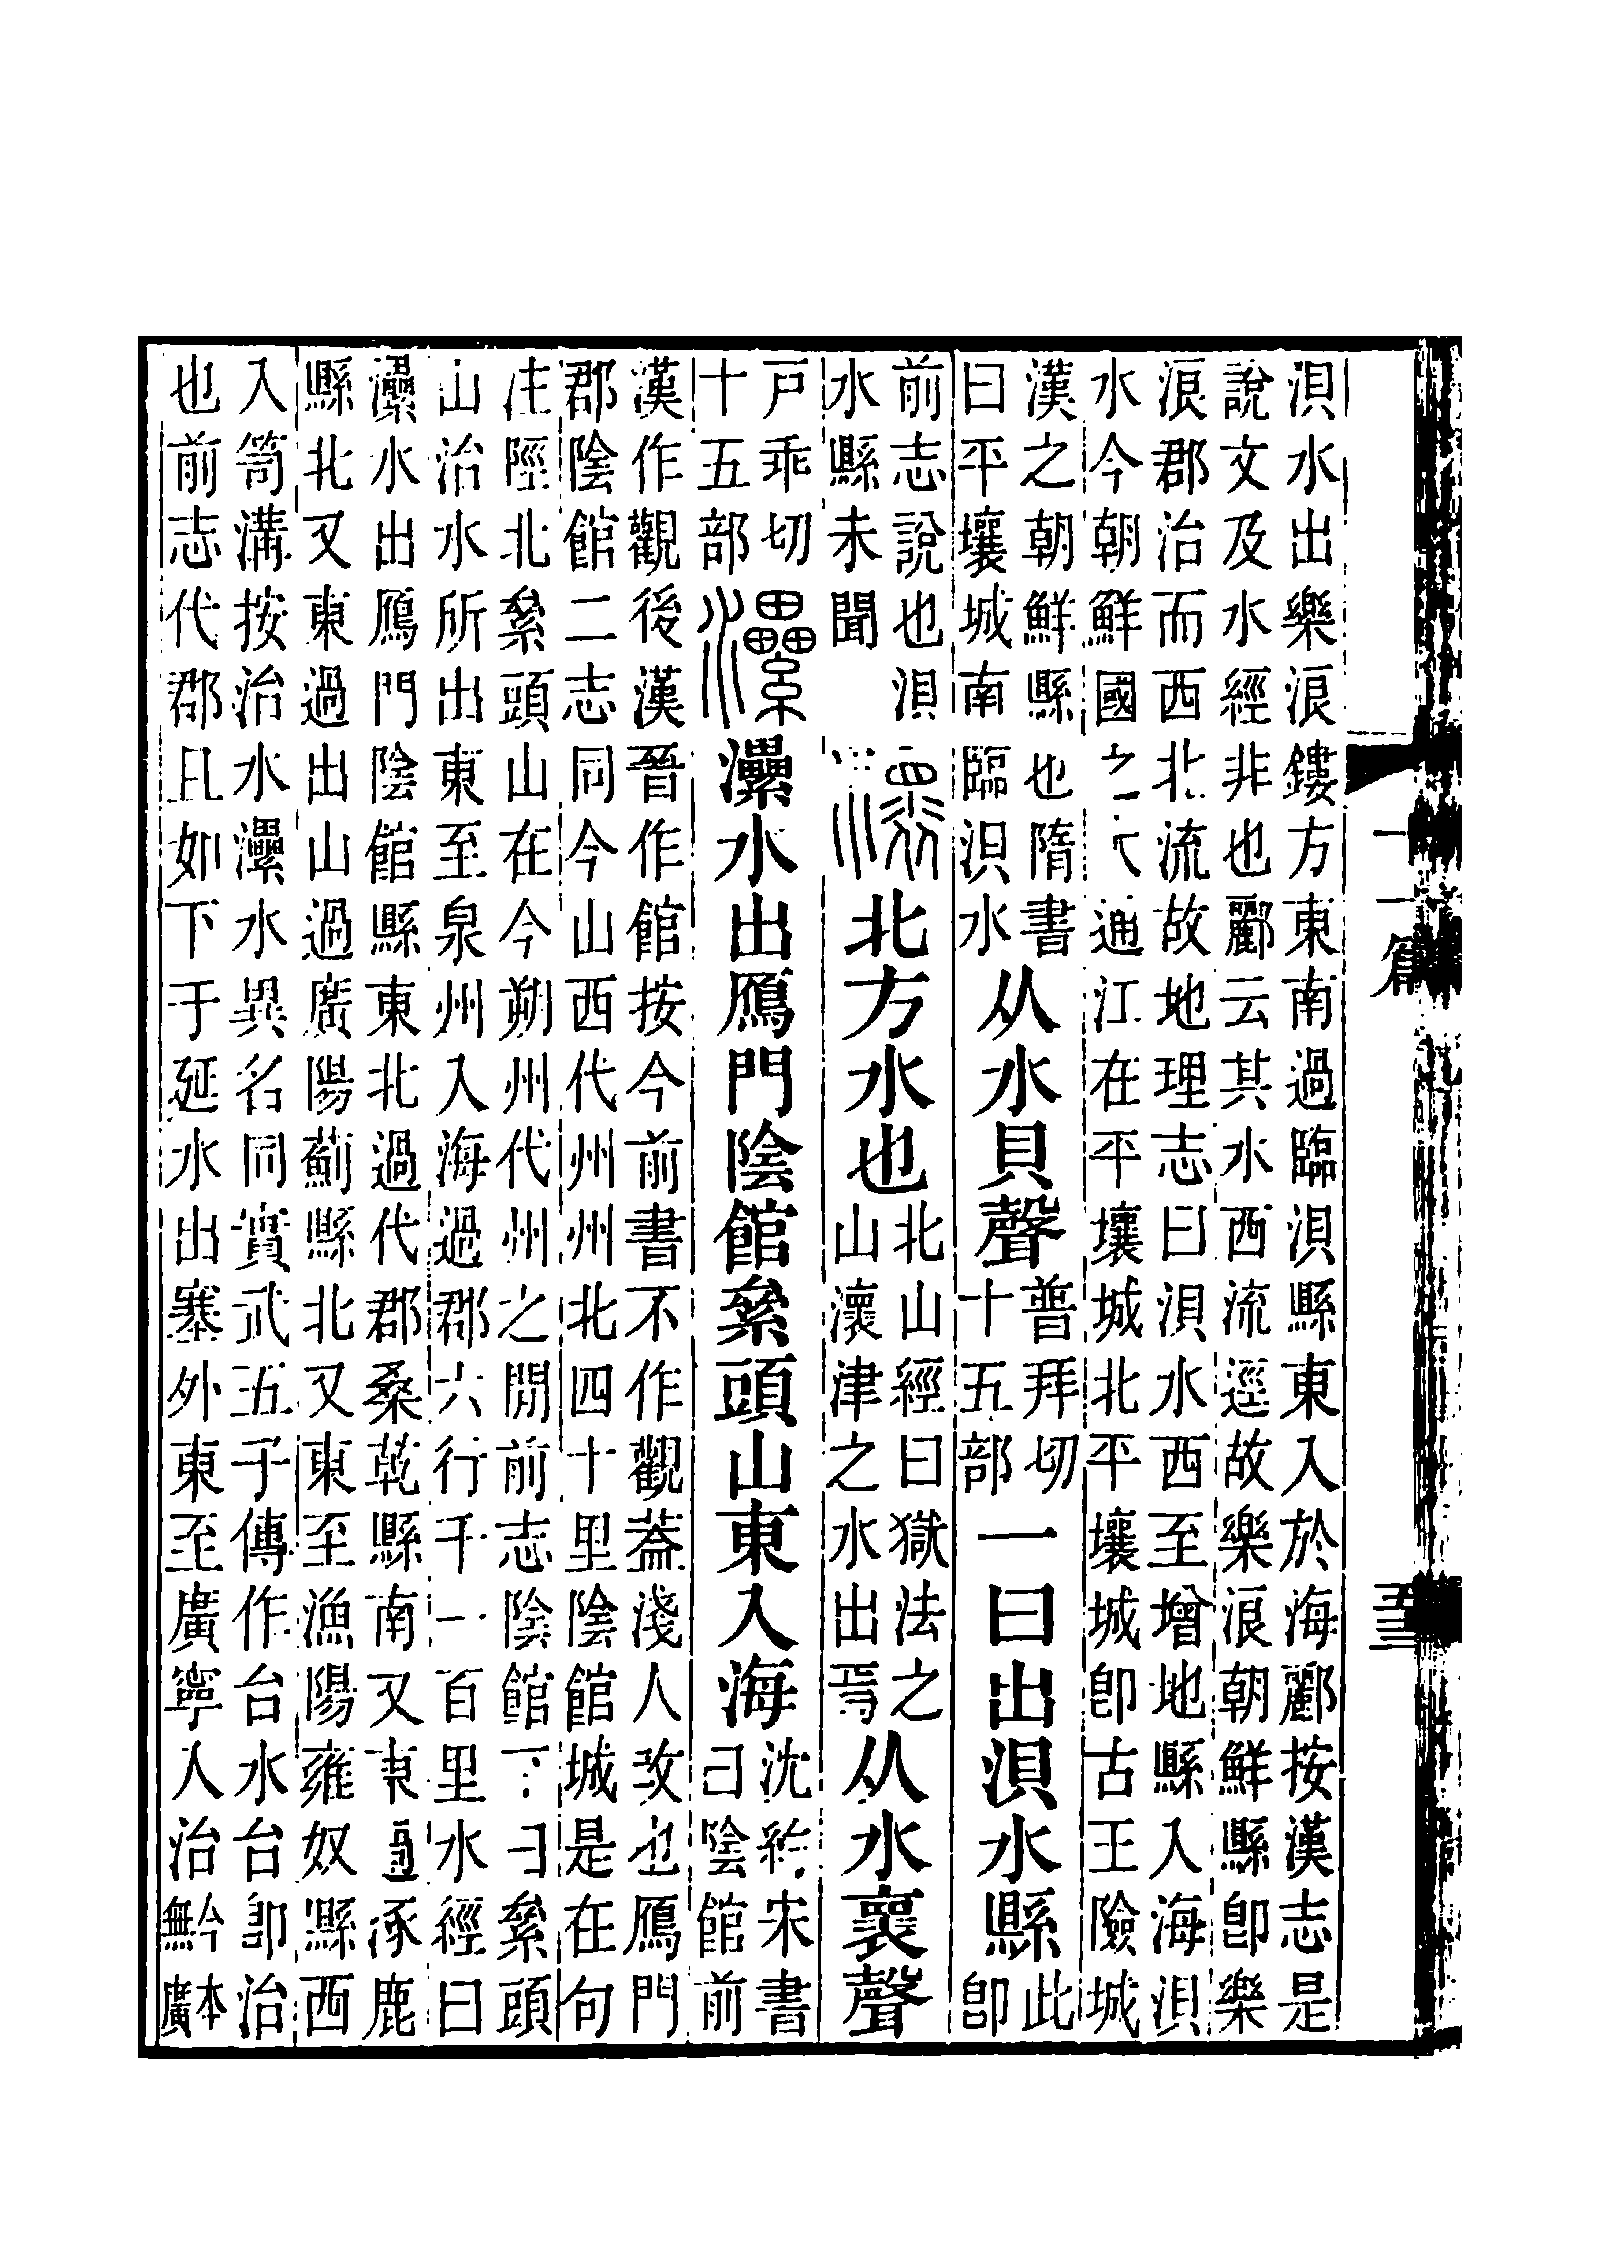 浿水出樂浪鏤方東南過臨浿縣東入於海酈按漢志是
說文及水經非也酈云其水西流逕故樂浪朝鮮縣卽樂
浪郡治而西北流故地理志曰浿水西至增地縣入海浿
水今朝鮮國之大通江在平壤城北平壤城卽古王險城
漢之朝鮮縣也隋書
曰平壤城南臨浿水
从水貝聲
普拜切
十五部
一曰出浿水縣
此
卽
前志說也浿
水縣未聞
瀤
北方水也
北山經曰獄法之
山瀤津之水出焉
从水褱聲
戶乖切
十五部
㶟
㶟水出鴈門陰館絫頭山東入海
沈約宋書
曰陰館前
漢作觀後漢晉作館按今前書不作觀葢淺人改也鴈門
郡陰館二志同今山西代州州北四十里陰館城是在句
注陘北絫頭山在今朔州代州之閒前志陰館下曰絫頭
山治水所出東至泉州入海過郡六行千一百里水經曰
㶟水出鴈門陰館縣東北過代郡桑乾縣南又東過涿鹿
縣北又東過出山過廣陽薊縣北又東至漁陽雍奴縣西
入笥溝按治水㶟水異名同實武五子傳作台水台卽治
也前志代郡且如下于延水出塞外東至廣寧入治
今本
無廣